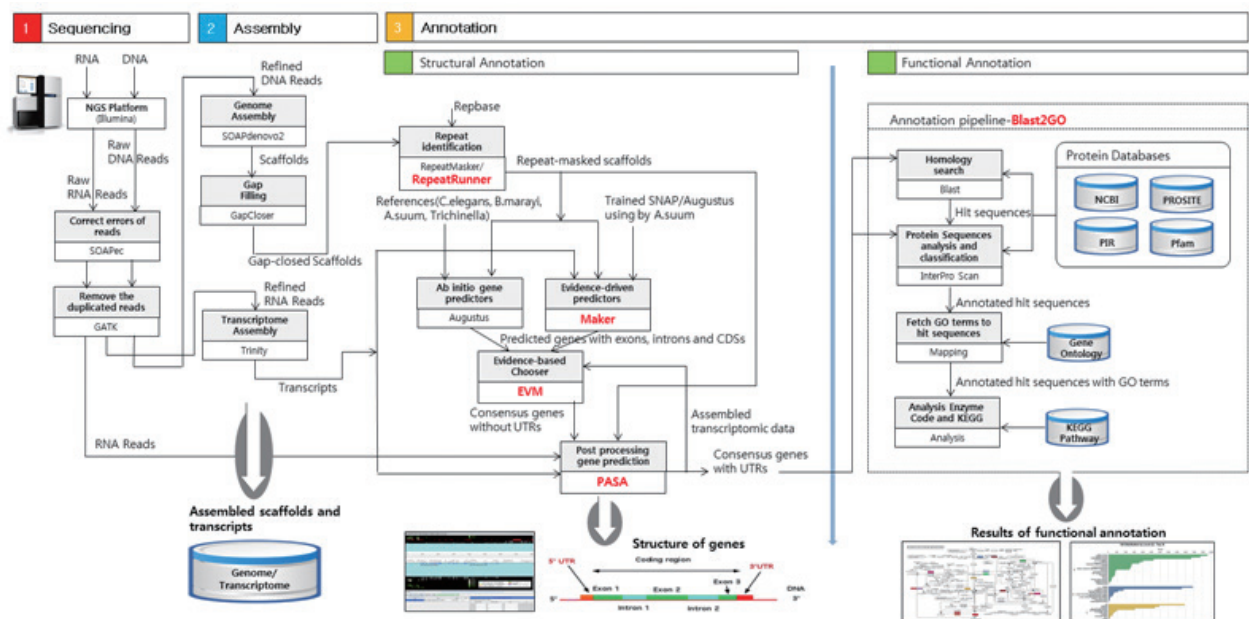 1 Sequencing
2 Assembly
3 Annotation
Structural Annotation
Functional Annotation
RNA
DNA
NGS Platform
(Illumina)
Raw
DNA Reads
Raw
RNA Reads
Correct errors of
reads
SOAPec
Remove the
duplicated reads
GATK
RNA Reads
Refined
DNA Reads
Genome
Assembly
SOAPdenovo2
Scaffolds
Gap
Filling
GapCloser
Gap-closed Scaffolds
Refined
RNA Reads
Transcriptome
Assembly
Trinity
Transcripts
Assembled scaffolds and
transcripts
Genome/
Transcriptome
Repbase
Repeat
identification
RepeatMasker/
RepeatRunner
Repeat-masked scaffolds
References(C.elegans, B.marayi,
A.suum, Trichinella)
Trained SNAP/Augustus
using by A.suum
Ab initio gene
predictors
Augustus
Evidence-driven
predictors
Maker
Predicted genes with exons, introns and CDSs
Evidence-based
Chooser
EVM
Consensus genes
without UTRs
Assembled
transcriptomic data
Post processing
gene prediction
PASA
Consensus genes
with UTRs
Structure of genes
Coding region
5" UTR
3"UTR
Exon 1
Exon 2
Exon 3
DNA
5"
3"
Intron 1
Intron 2
Annotation pipeline-Blast2GO
Homology
search
Blast
Hit sequences
Protein Sequences
analysis and
classification
InterPro Scan
Annotated hit sequences
Fetch GO terms to
hit sequences
Mapping
Annotated hit sequences with GO terms
Analysis Enzyme
Code and KEGG
Analysis
Protein Databases
NCBI
PROSITE
PIR
Pfam
Gene
Ontology
KEGG
Pathway
Results of functional annotation